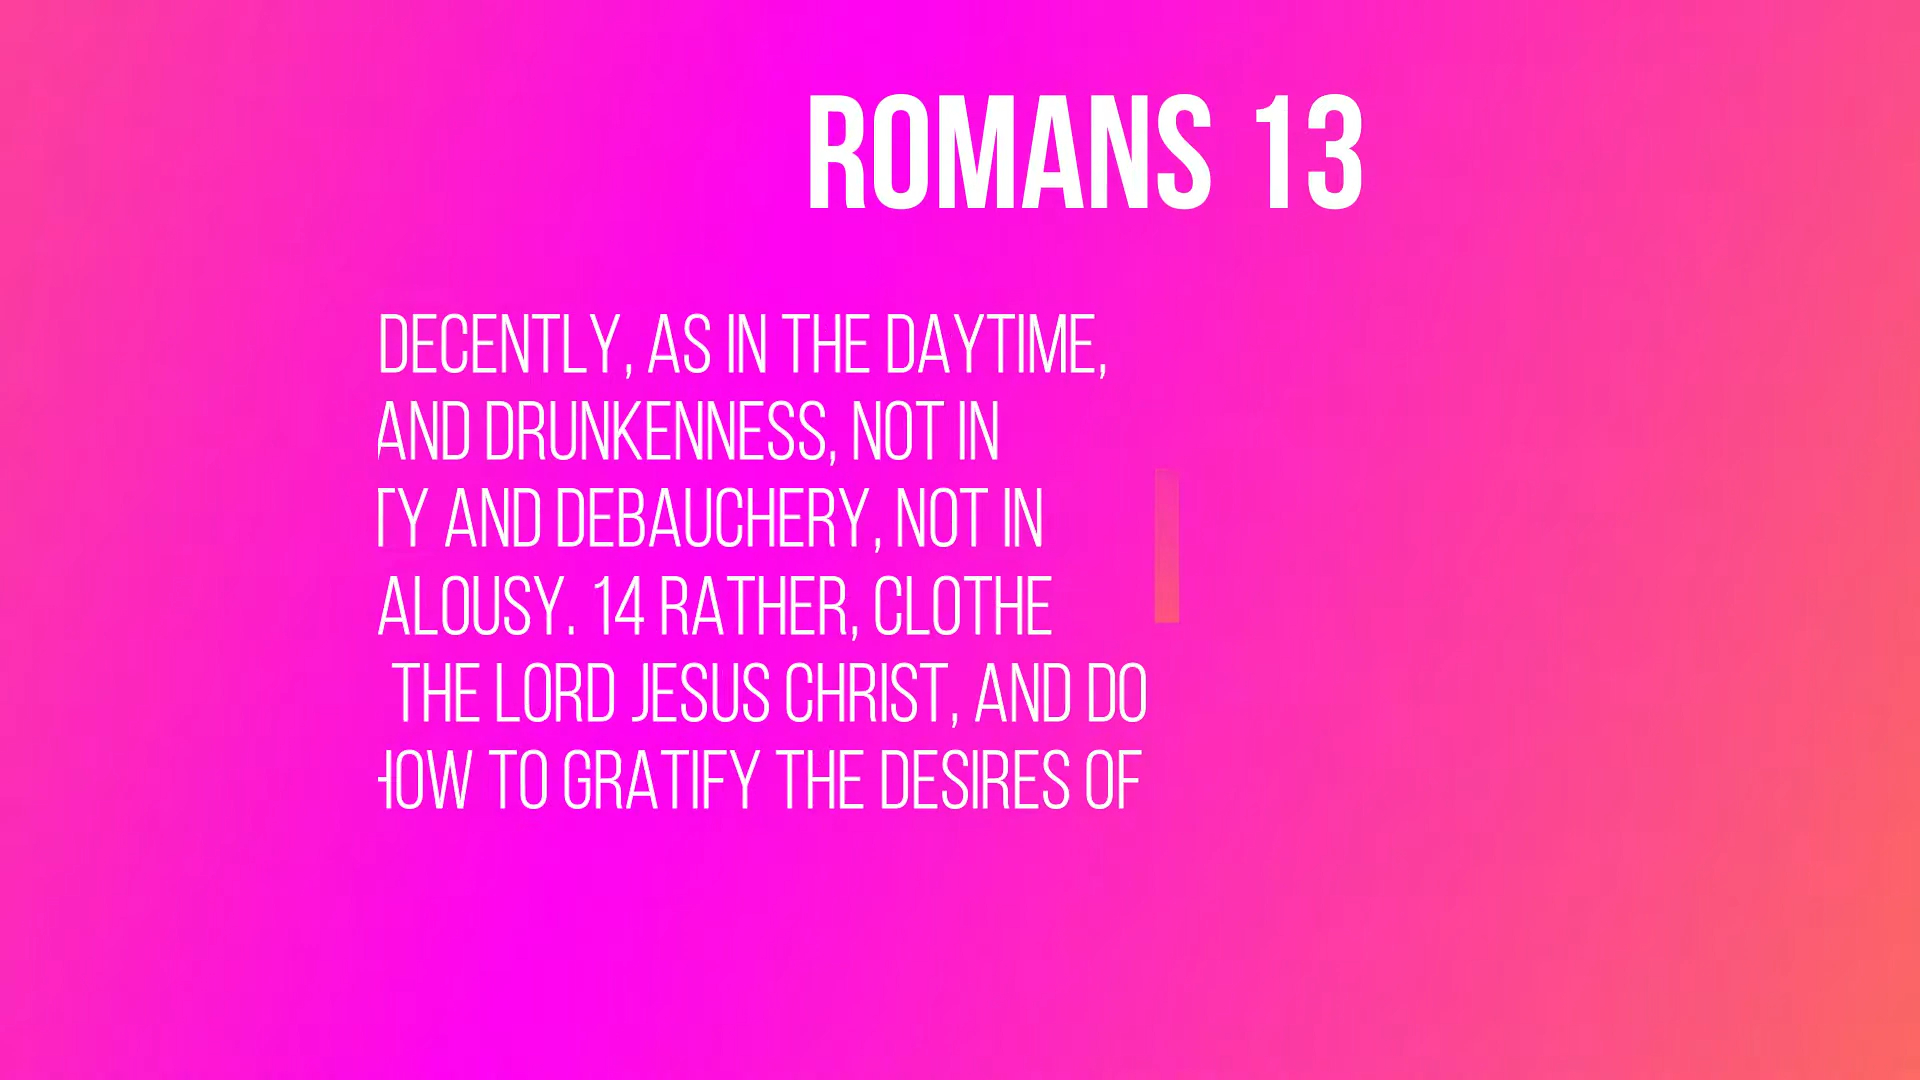 ROMANS 13
DECENTLY, AS IN THE DAYTIME,
AND DRUNKENNESS, NOT IN
TY AND DEBAUCHERY, NOT IN
ALOUSY. 14 RATHER, CLOTHE
THE LORD JESUS CHRIST, AND DO
HOW TO GRATIFY THE DESIRES OF